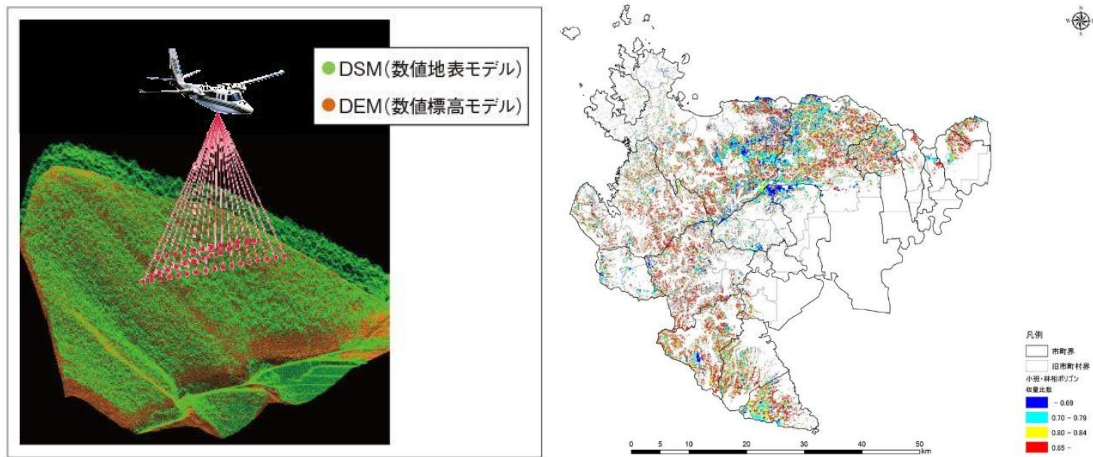 DSM(数値地表モデル)
DEM(数値標高モデル)
N
凡例
市町界
旧市町村界
小班・林相ポリゴン
収量比数
- 0.69
0.70 - 0.79
0.80 - 0.84
0.85 -
0 5 10 20 30 40 50
km